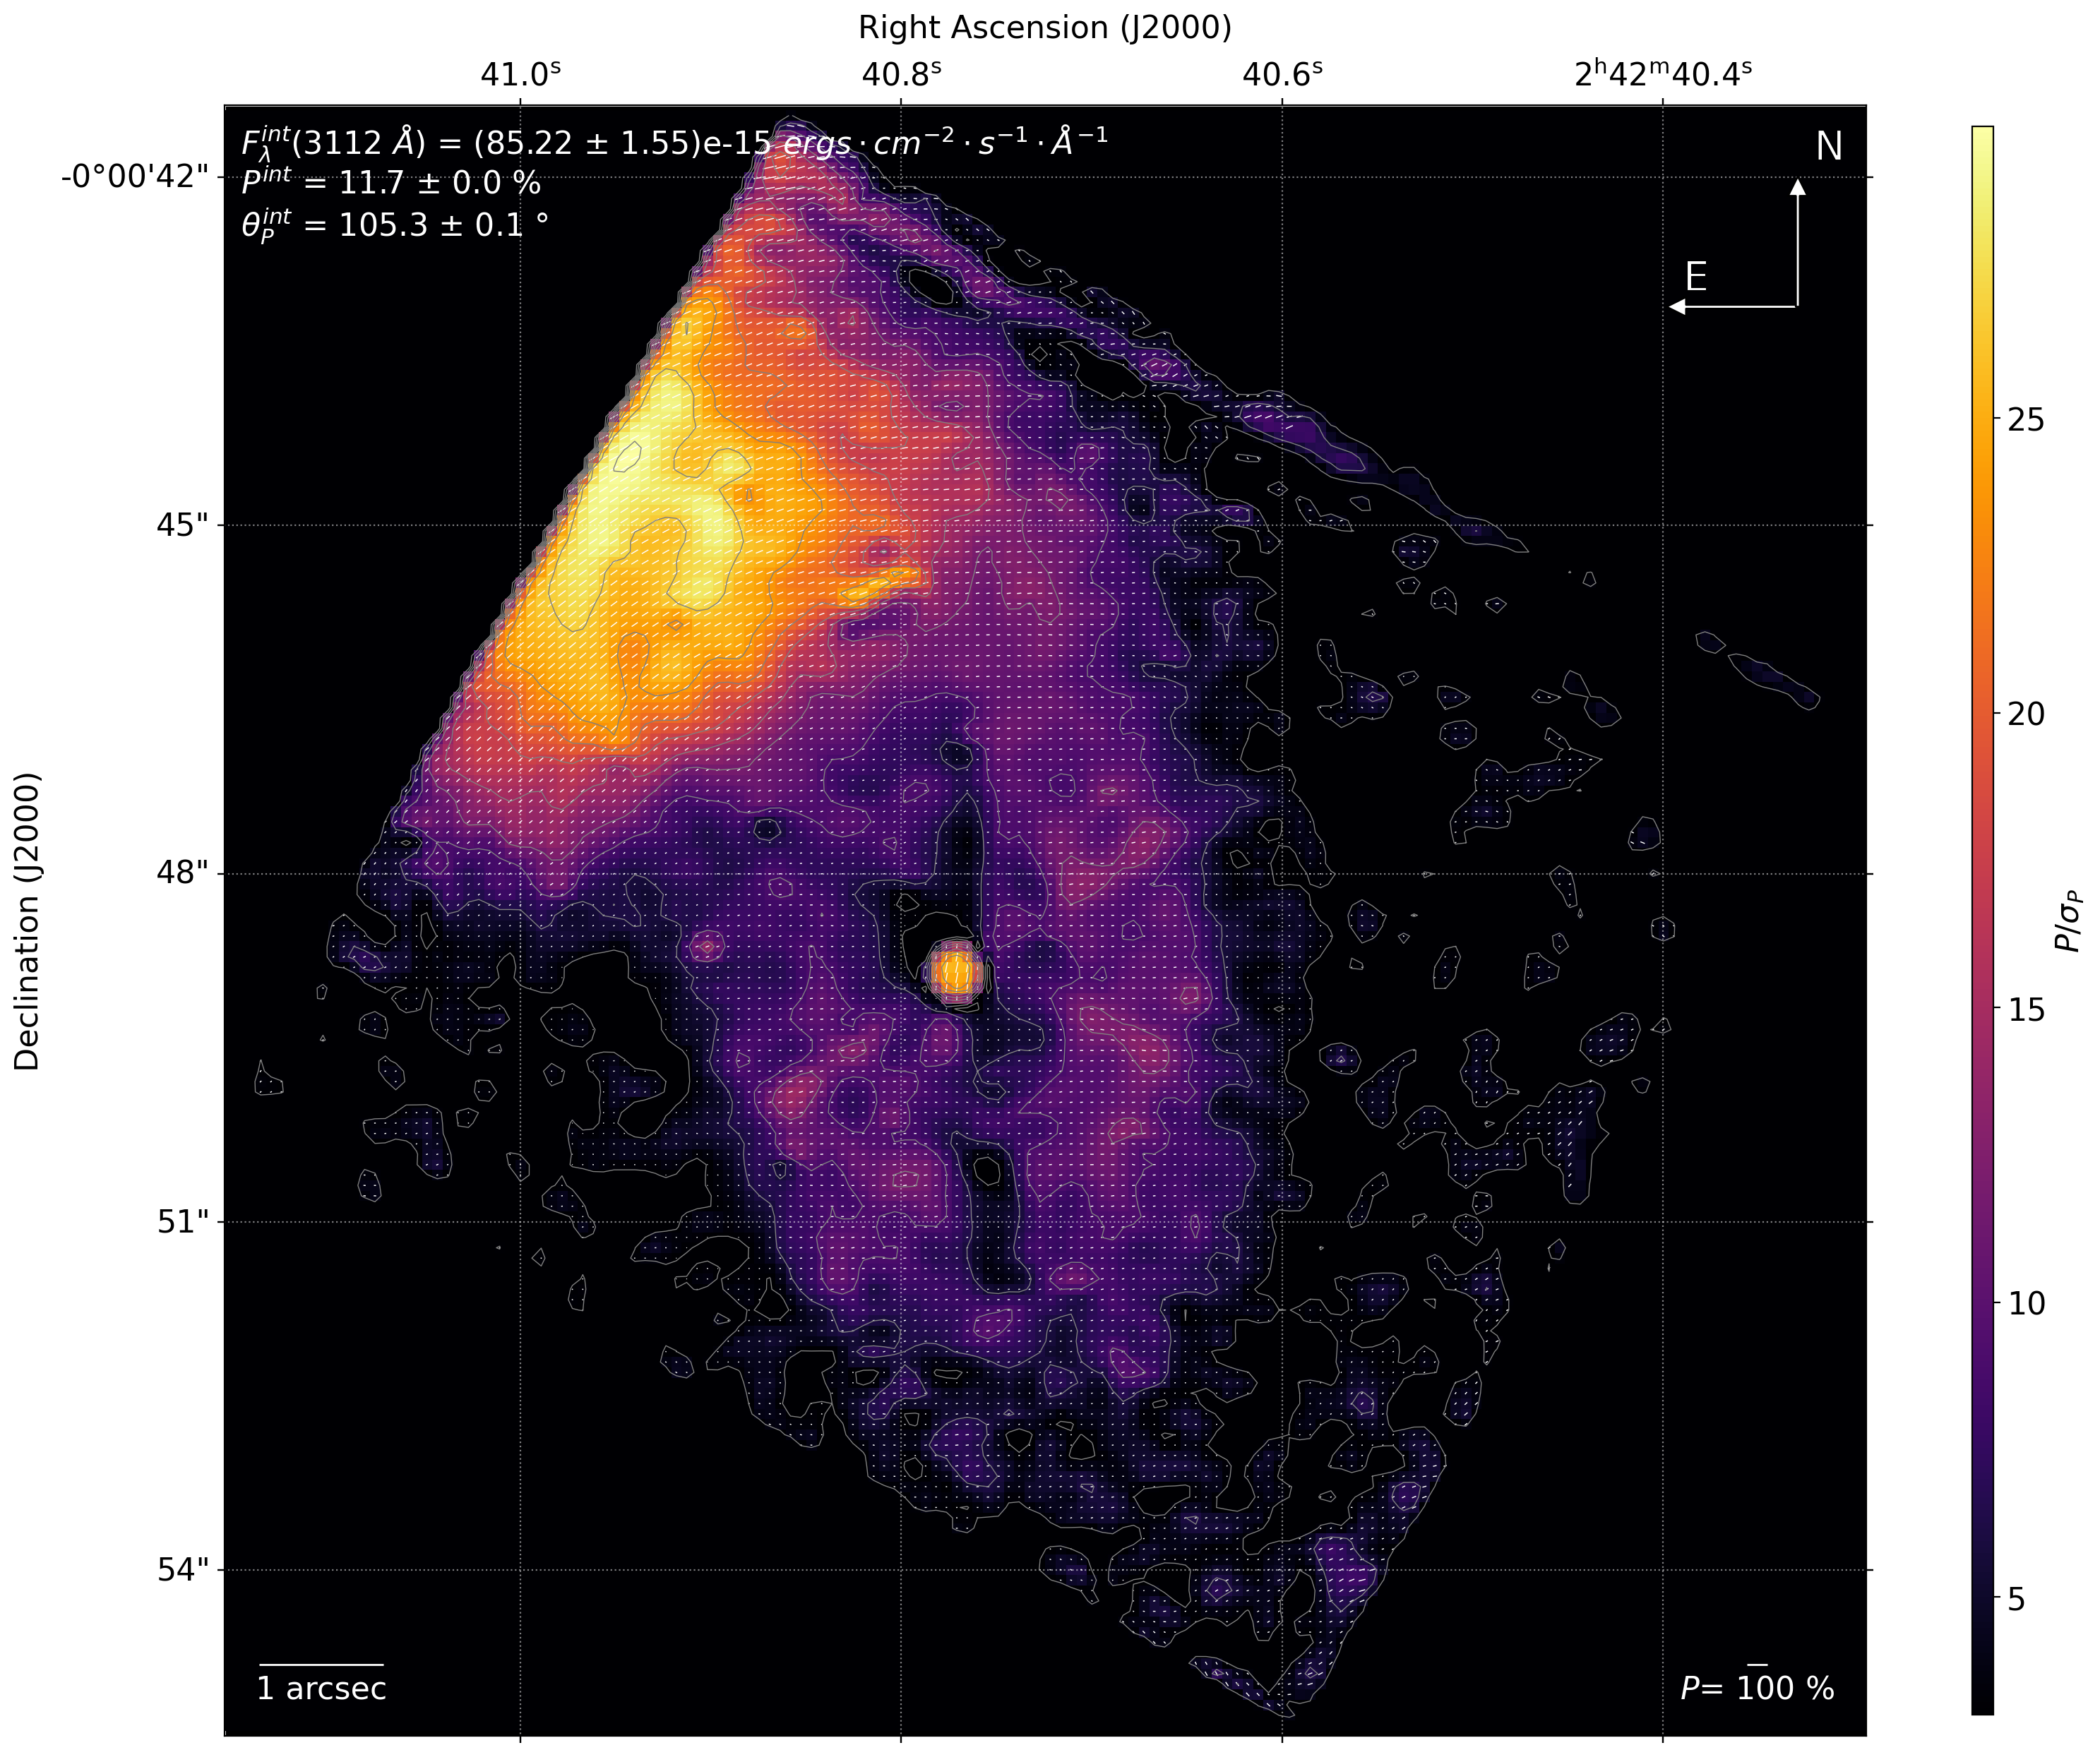 Right Ascension (J2000)
41.0ˢ 40.8ˢ 40.6ˢ 2ʰ42ᵐ40.4ˢ
F_λ^int(3112 Å) = (85.22 ± 1.55)e-15 ergs · cm⁻² · s⁻¹ · Å⁻¹
P^int = 11.7 ± 0.0 %
θ_P^int = 105.3 ± 0.1 °
N
E
-0°00'42"
45"
48"
51"
54"
Declination (J2000)
1 arcsec
P= 100 %
25
20
15
10
5
P/σ_P